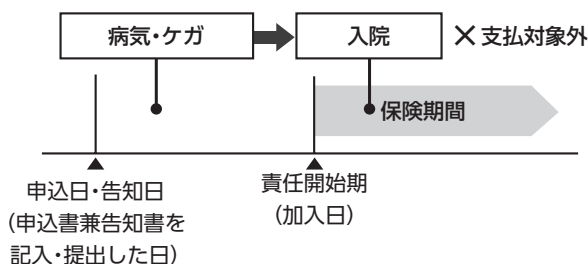 病気・ケガ
入院
×支払対象外
保険期間
申込日・告知日
(申込書兼告知書を
記入・提出した日)
責任開始期
(加入日)